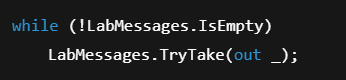 while (!LabMessages.IsEmpty)
    LabMessages.TryTake(out _);